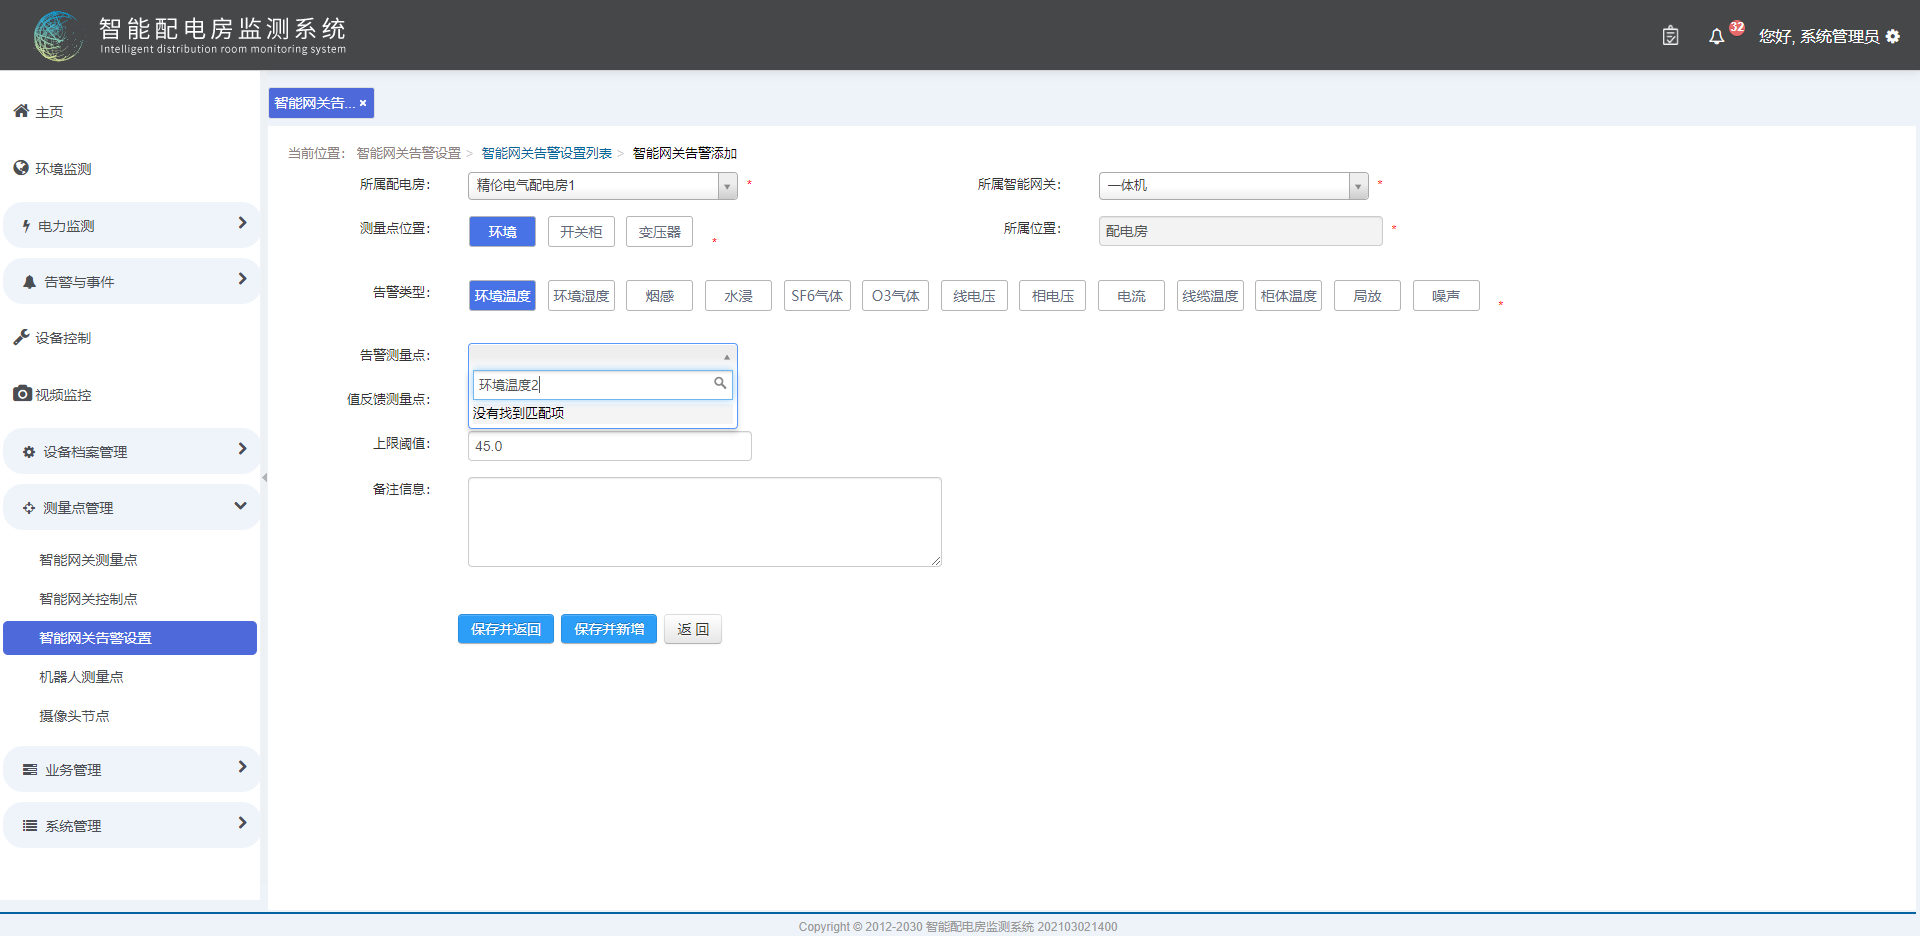 智能配电房监测系统
Intelligent distribution room monitoring system
32
您好, 系统管理员
主页
环境监测
电力监测
告警与事件
设备控制
视频监控
设备档案管理
测量点管理
智能网关测量点
智能网关控制点
智能网关告警设置
机器人测量点
摄像头节点
业务管理
系统管理
智能网关告... ×
当前位置: 智能网关告警设置 > 智能网关告警设置列表 > 智能网关告警添加
所属配电房: 精伦电气配电房1 *
所属智能网关: 一体机 *
测量点位置: 环境 开关柜 变压器 *
所属位置: 配电房 *
告警类型: 环境温度 环境湿度 烟感 水浸 SF6气体 O3气体 线电压 相电压 电流 线缆温度 柜体温度 局放 噪声 *
告警测量点:
环境温度2
没有找到匹配项
值反馈测量点:
上限阈值: 45.0
备注信息:
保存并返回 保存并新增 返 回
Copyright © 2012-2030 智能配电房监测系统 202103021400